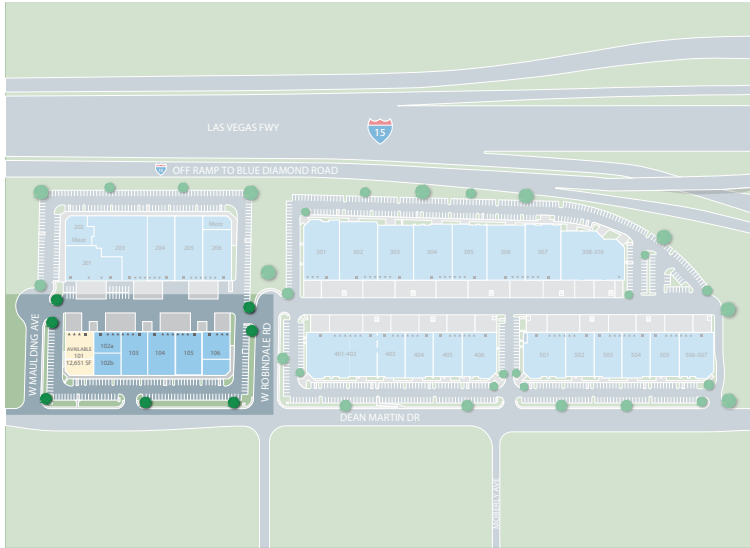 LAS VEGAS FWY
15
OFF RAMP TO BLUE DIAMOND ROAD
202
Mezz
201
203
204
205
Mezz
206
301
302
303
304
305
306
307
308-310
W MAULDING AVE
AVAILABLE
101
12,651 SF
102a
102b
103
104
105
106
W ROBINDALE RD
401-402
403
404
405
406
501
502
503
504
505
506-507
DEAN MARTIN DR